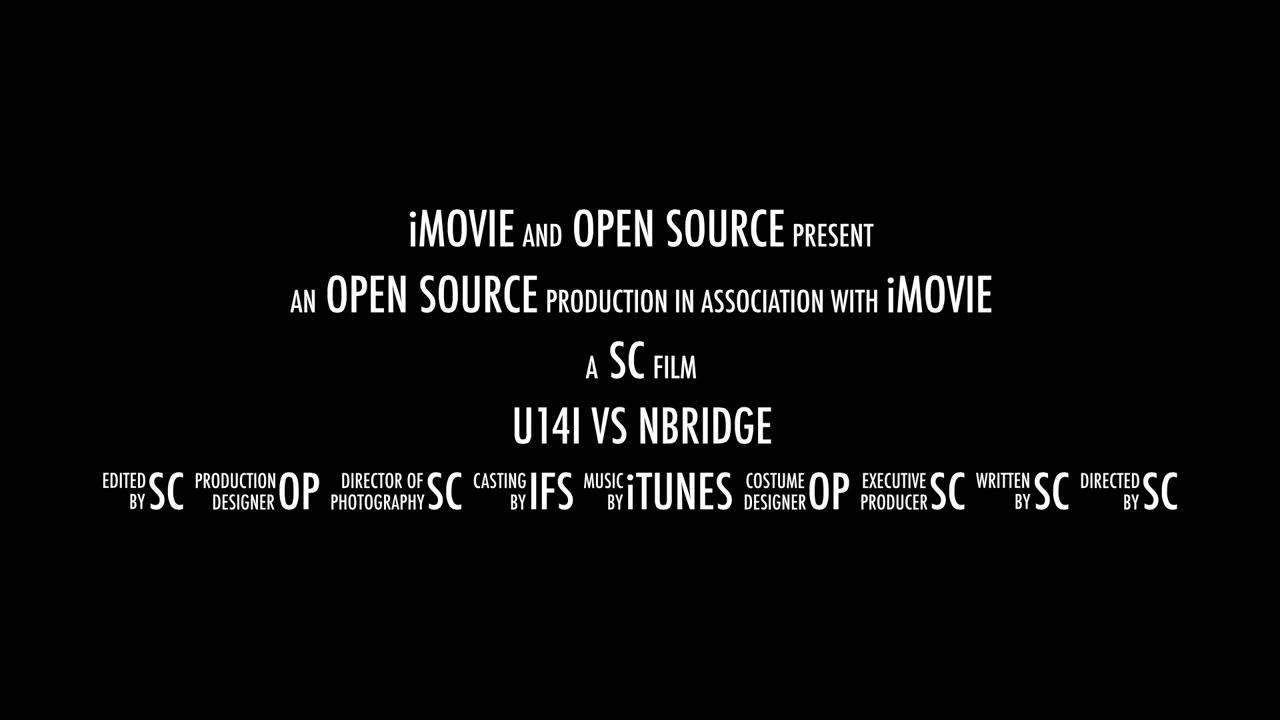 iMOVIE AND OPEN SOURCE PRESENT
AN OPEN SOURCE PRODUCTION IN ASSOCIATION WITH iMOVIE
A SC FILM
U14I VS NBRIDGE
EDITED BY SC PRODUCTION DESIGNER OP DIRECTOR OF PHOTOGRAPHY SC CASTING BY IFS MUSIC BY iTUNES COSTUME DESIGNER OP EXECUTIVE PRODUCER SC WRITTEN BY SC DIRECTED BY SC